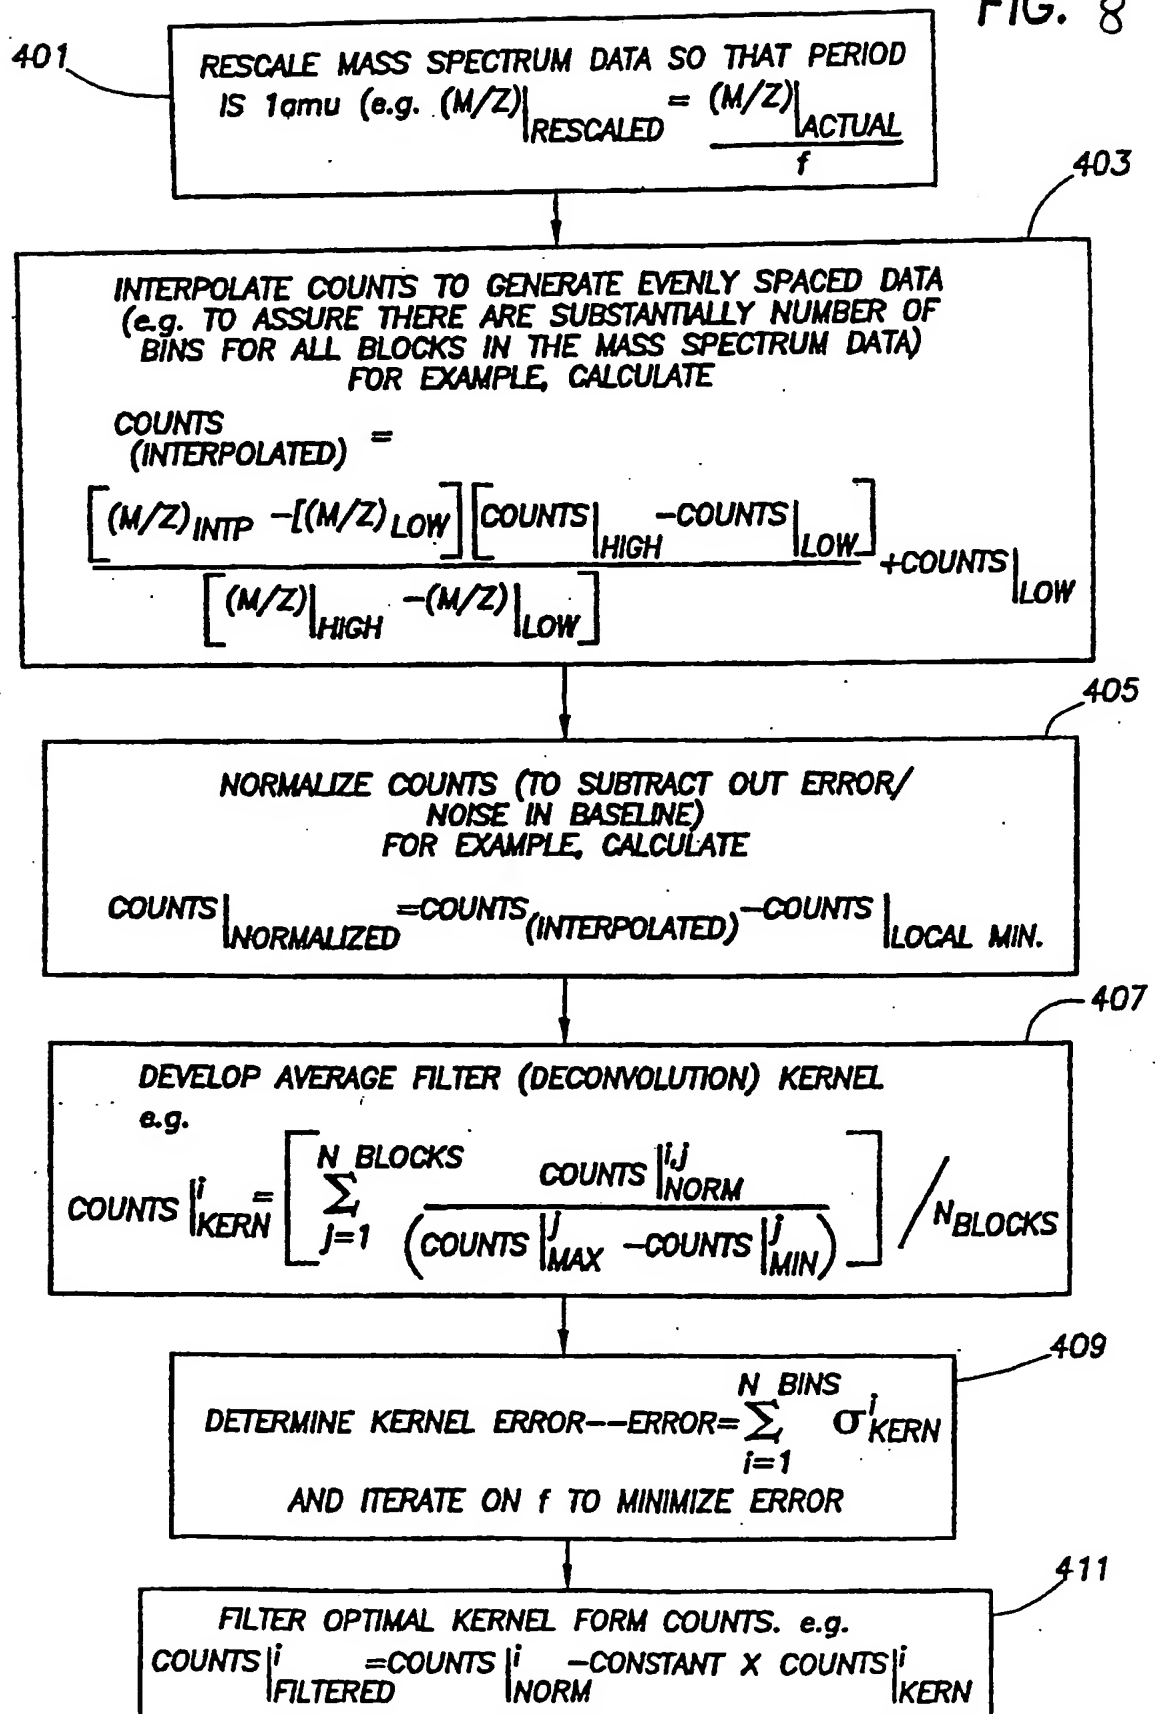 FIG. 8
401
RESCALE MASS SPECTRUM DATA SO THAT PERIOD
IS 1amu (e.g. (M/Z)|RESCALED = (M/Z)|ACTUAL
f
403
INTERPOLATE COUNTS TO GENERATE EVENLY SPACED DATA
(e.g. TO ASSURE THERE ARE SUBSTANTIALLY NUMBER OF
BINS FOR ALL BLOCKS IN THE MASS SPECTRUM DATA)
FOR EXAMPLE, CALCULATE
COUNTS
(INTERPOLATED) =
[(M/Z)INTP -[(M/Z)LOW] [COUNTS|HIGH -COUNTS|LOW]
+COUNTS|LOW
[(M/Z)|HIGH -(M/Z)|LOW]
405
NORMALIZE COUNTS (TO SUBTRACT OUT ERROR/
NOISE IN BASELINE)
FOR EXAMPLE, CALCULATE
COUNTS|NORMALIZED =COUNTS(INTERPOLATED) -COUNTS|LOCAL MIN.
407
DEVELOP AVERAGE FILTER (DECONVOLUTION) KERNEL
e.g.
N BLOCKS
COUNTS|i,j NORM
COUNTS|i KERN = [ Σ ] / NBLOCKS
j=1 (COUNTS|j MAX -COUNTS|j MIN)
409
N BINS
DETERMINE KERNEL ERROR--ERROR= Σ σi KERN
i=1
AND ITERATE ON f TO MINIMIZE ERROR
411
FILTER OPTIMAL KERNEL FORM COUNTS. e.g.
COUNTS|i FILTERED =COUNTS|i NORM -CONSTANT X COUNTS|i KERN